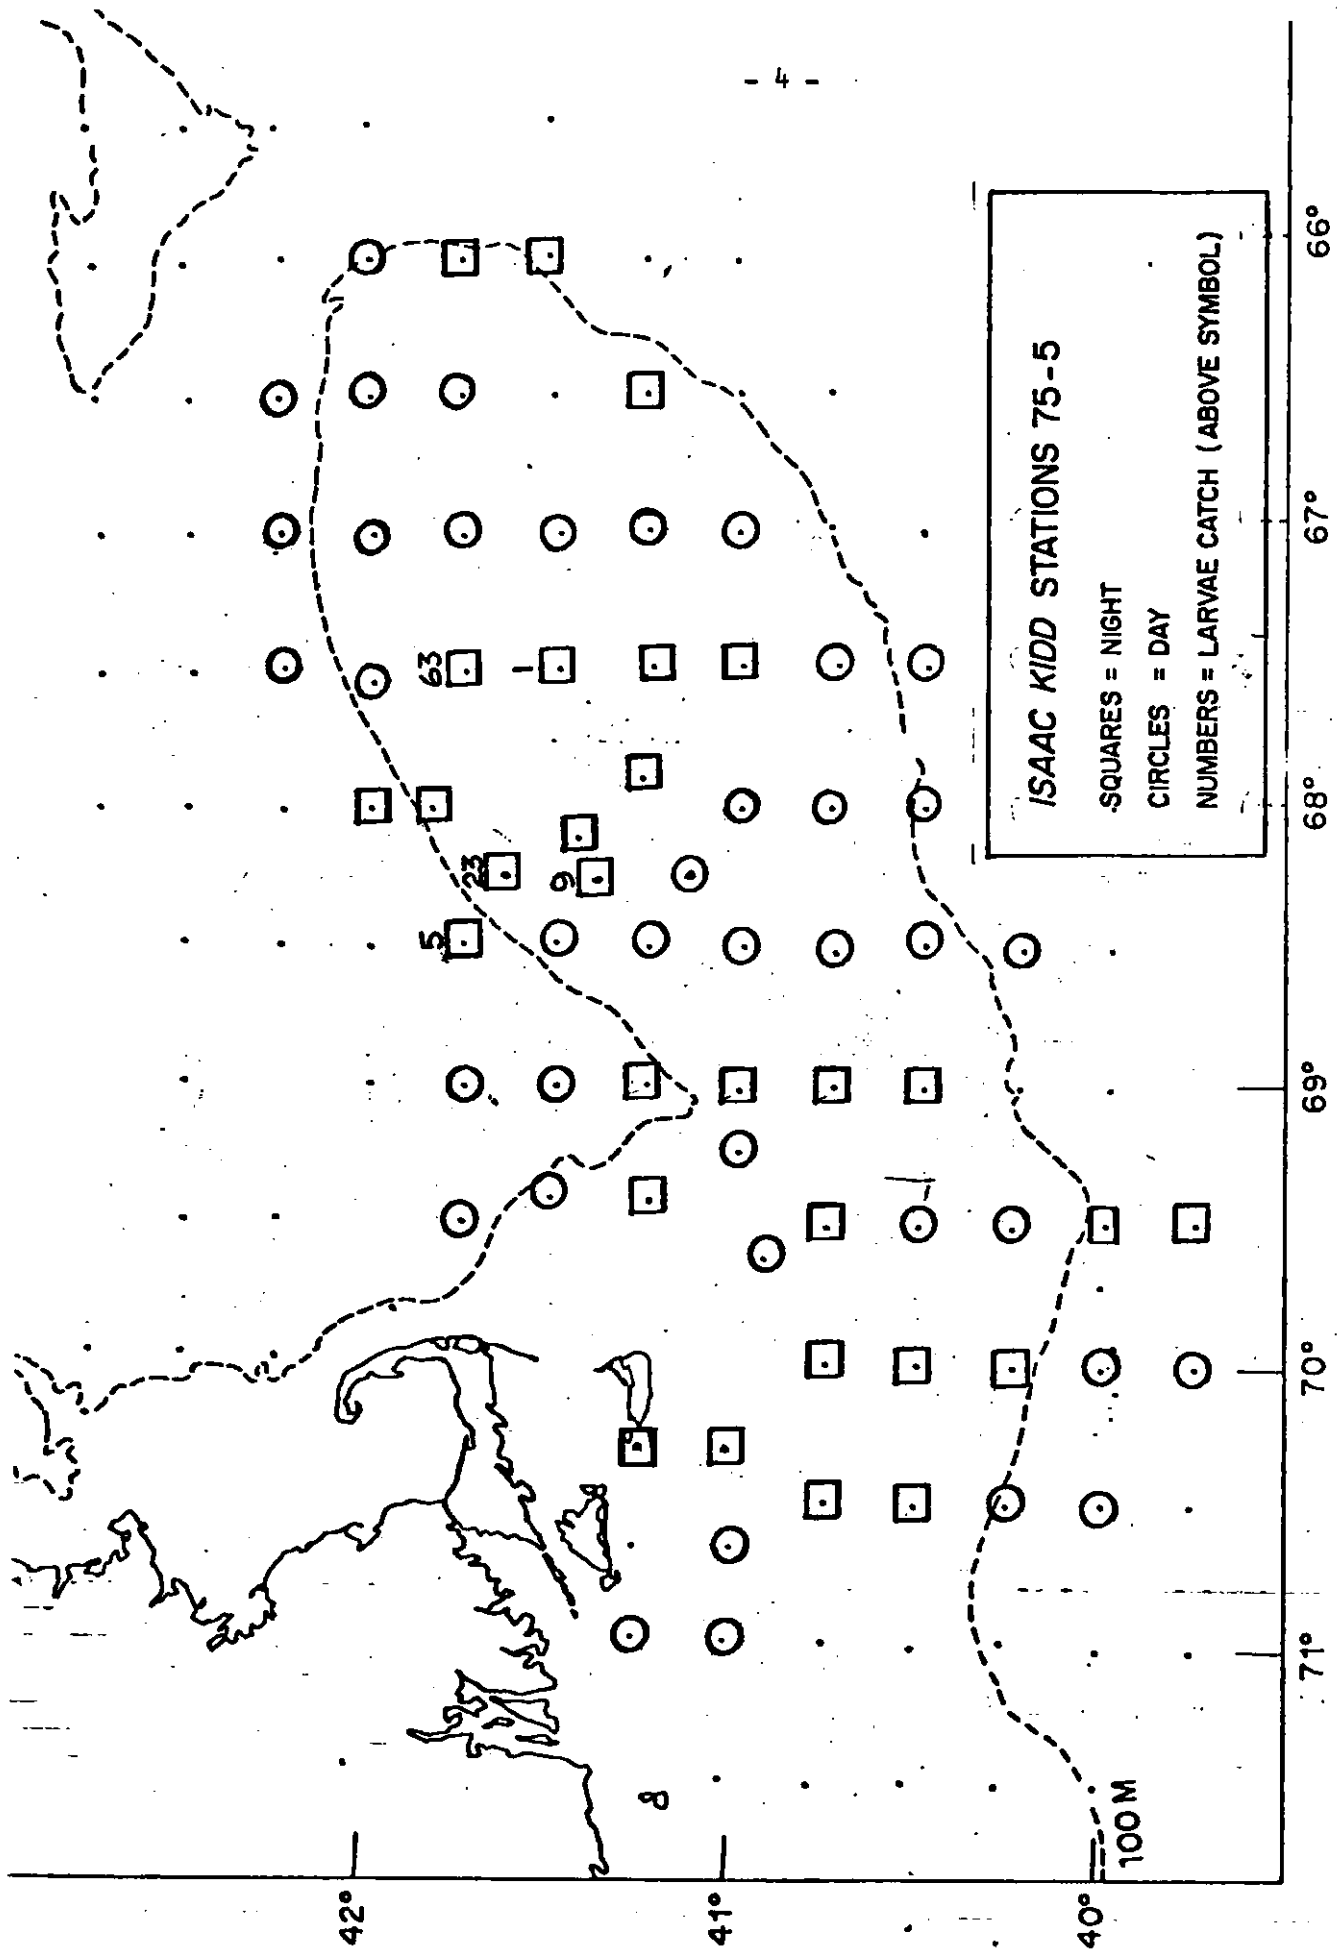 - 4 -
63
1
23
9
5
42°
41°
40°
100 M
71°
70°
69°
68°
67°
66°
ISAAC KIDD STATIONS 75-5
SQUARES = NIGHT
CIRCLES = DAY
NUMBERS = LARVAE CATCH (ABOVE SYMBOL)